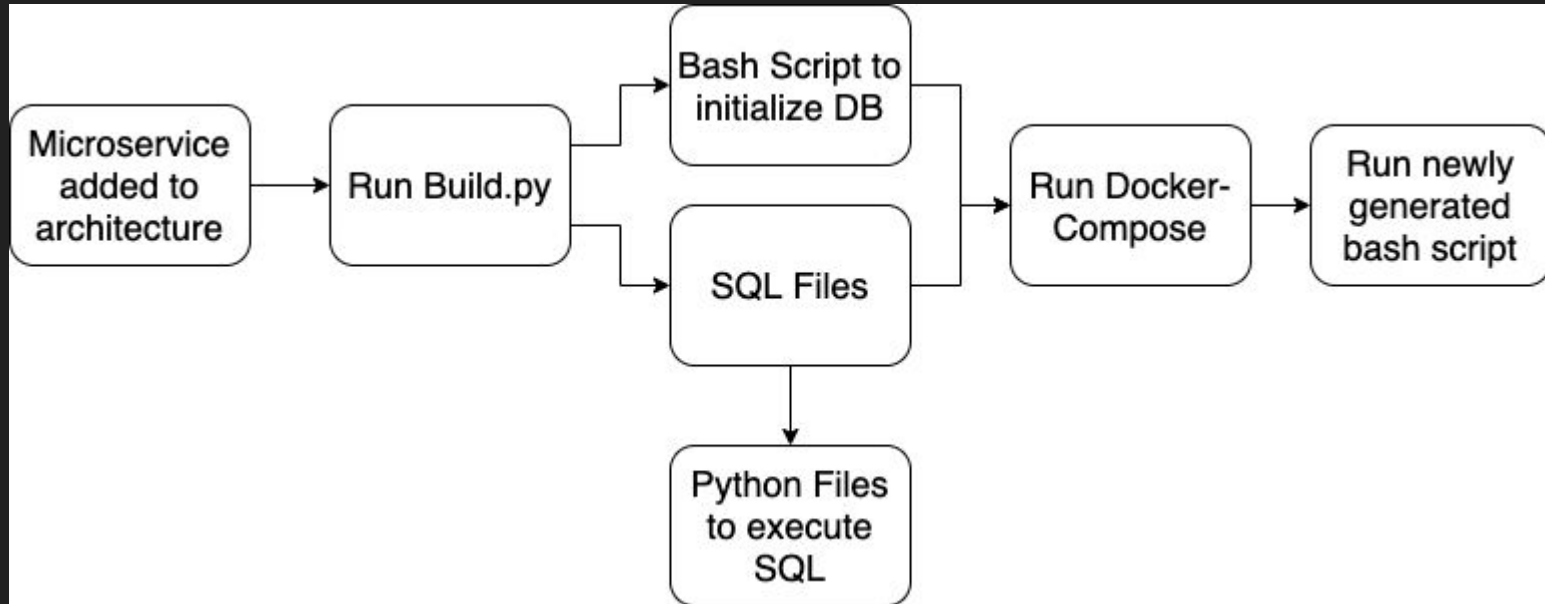 Microservice
added to
architecture
Run Build.py
Bash Script to
initialize DB
SQL Files
Python Files
to execute
SQL
Run Docker-
Compose
Run newly
generated
bash script